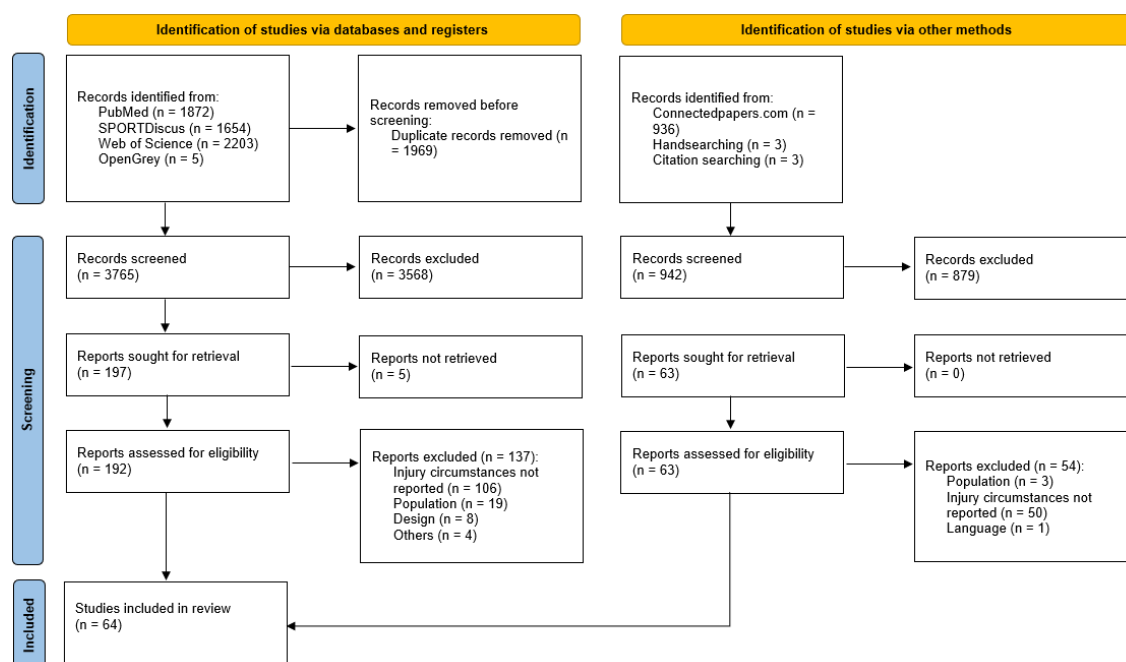 Identification of studies via databases and registers
Identification of studies via other methods
Identification
Records identified from:
PubMed (n = 1872)
SPORTDiscus (n = 1654)
Web of Science (n = 2203)
OpenGrey (n = 5)
Records removed before
screening:
Duplicate records removed (n
= 1969)
Records identified from:
Connectedpapers.com (n =
936)
Handsearching (n = 3)
Citation searching (n = 3)
Screening
Records screened
(n = 3765)
Records excluded
(n = 3568)
Records screened
(n = 942)
Records excluded
(n = 879)
Reports sought for retrieval
(n = 197)
Reports not retrieved
(n = 5)
Reports sought for retrieval
(n = 63)
Reports not retrieved
(n = 0)
Reports assessed for eligibility
(n = 192)
Reports excluded (n = 137):
Injury circumstances not
reported (n = 106)
Population (n = 19)
Design (n = 8)
Others (n = 4)
Reports assessed for eligibility
(n = 63)
Reports excluded (n = 54):
Population (n = 3)
Injury circumstances not
reported (n = 50)
Language (n = 1)
Included
Studies included in review
(n = 64)